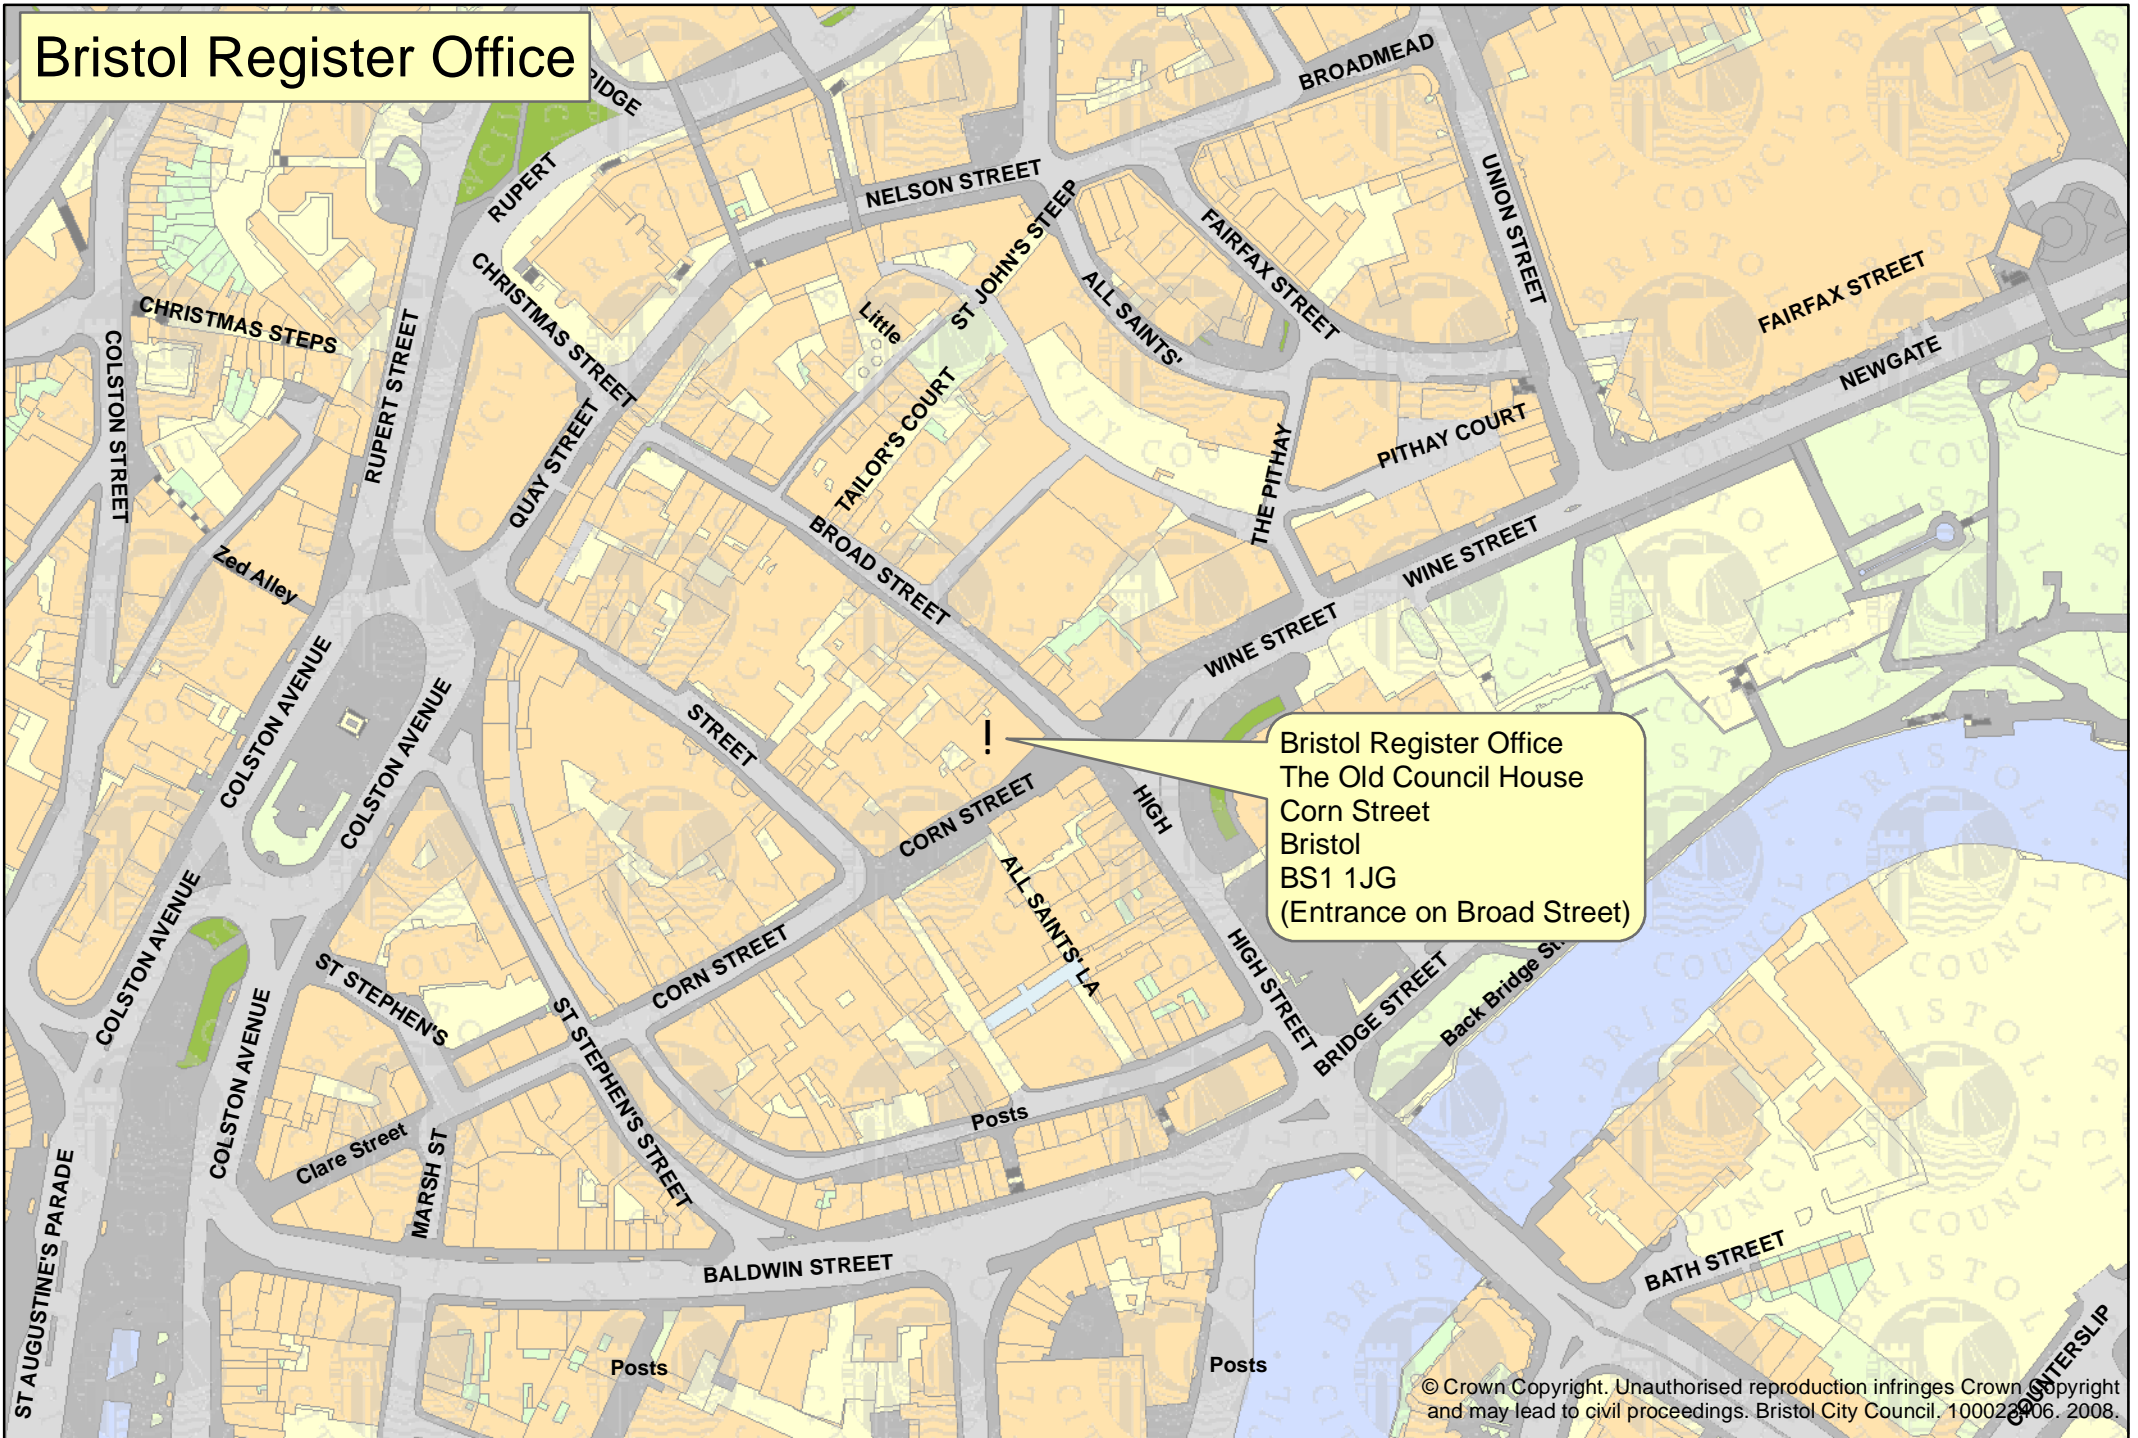 Bristol Register Office
RIDGE
BROADMEAD
RUPERT
NELSON STREET
UNION STREET
ST JOHN'S STEEP
FAIRFAX STREET
FAIRFAX STREET
CHRISTMAS STREET
ALL SAINTS'
CHRISTMAS STEPS
Little
COLSTON STREET
RUPERT STREET
NEWGATE
TAILOR'S COURT
QUAY STREET
PITHAY COURT
THE PITHAY
BROAD STREET
WINE STREET
Zed Alley
WINE STREET
COLSTON AVENUE
COLSTON AVENUE
STREET
Bristol Register Office
The Old Council House
Corn Street
Bristol
BS1 1JG
(Entrance on Broad Street)
HIGH
CORN STREET
ALL SAINTS' LA
COLSTON AVENUE
CORN STREET
HIGH STREET
BRIDGE STREET
Back Bridge Str
ST STEPHEN'S
COLSTON AVENUE
ST STEPHEN'S STREET
Posts
Clare Street
MARSH ST
ST AUGUSTINE'S PARADE
BALDWIN STREET
BATH STREET
COUNTERSLIP
Posts
Posts
© Crown Copyright. Unauthorised reproduction infringes Crown Copyright
and may lead to civil proceedings. Bristol City Council. 100023406. 2008.